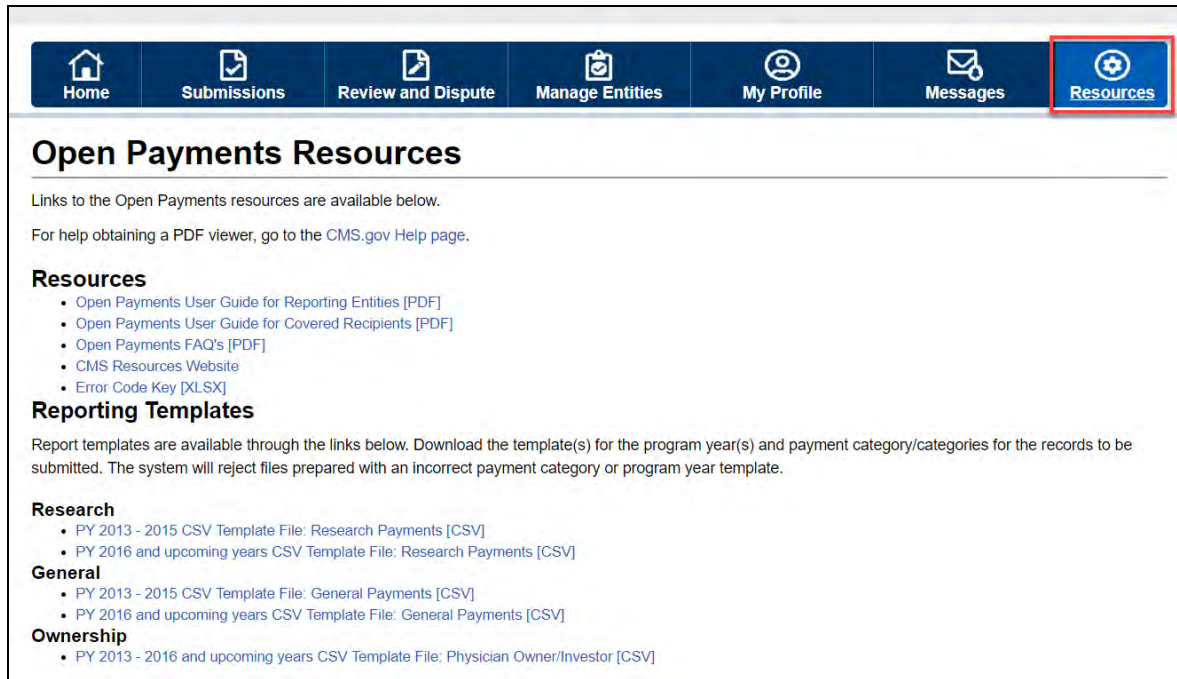 Home Submissions Review and Dispute Manage Entities My Profile Messages Resources
Open Payments Resources
Links to the Open Payments resources are available below.
For help obtaining a PDF viewer, go to the CMS.gov Help page.
Resources
• Open Payments User Guide for Reporting Entities [PDF]
• Open Payments User Guide for Covered Recipients [PDF]
• Open Payments FAQ's [PDF]
• CMS Resources Website
• Error Code Key [XLSX]
Reporting Templates
Report templates are available through the links below. Download the template(s) for the program year(s) and payment category/categories for the records to be
submitted. The system will reject files prepared with an incorrect payment category or program year template.
Research
• PY 2013 - 2015 CSV Template File: Research Payments [CSV]
• PY 2016 and upcoming years CSV Template File: Research Payments [CSV]
General
• PY 2013 - 2015 CSV Template File: General Payments [CSV]
• PY 2016 and upcoming years CSV Template File: General Payments [CSV]
Ownership
• PY 2013 - 2016 and upcoming years CSV Template File: Physician Owner/Investor [CSV]